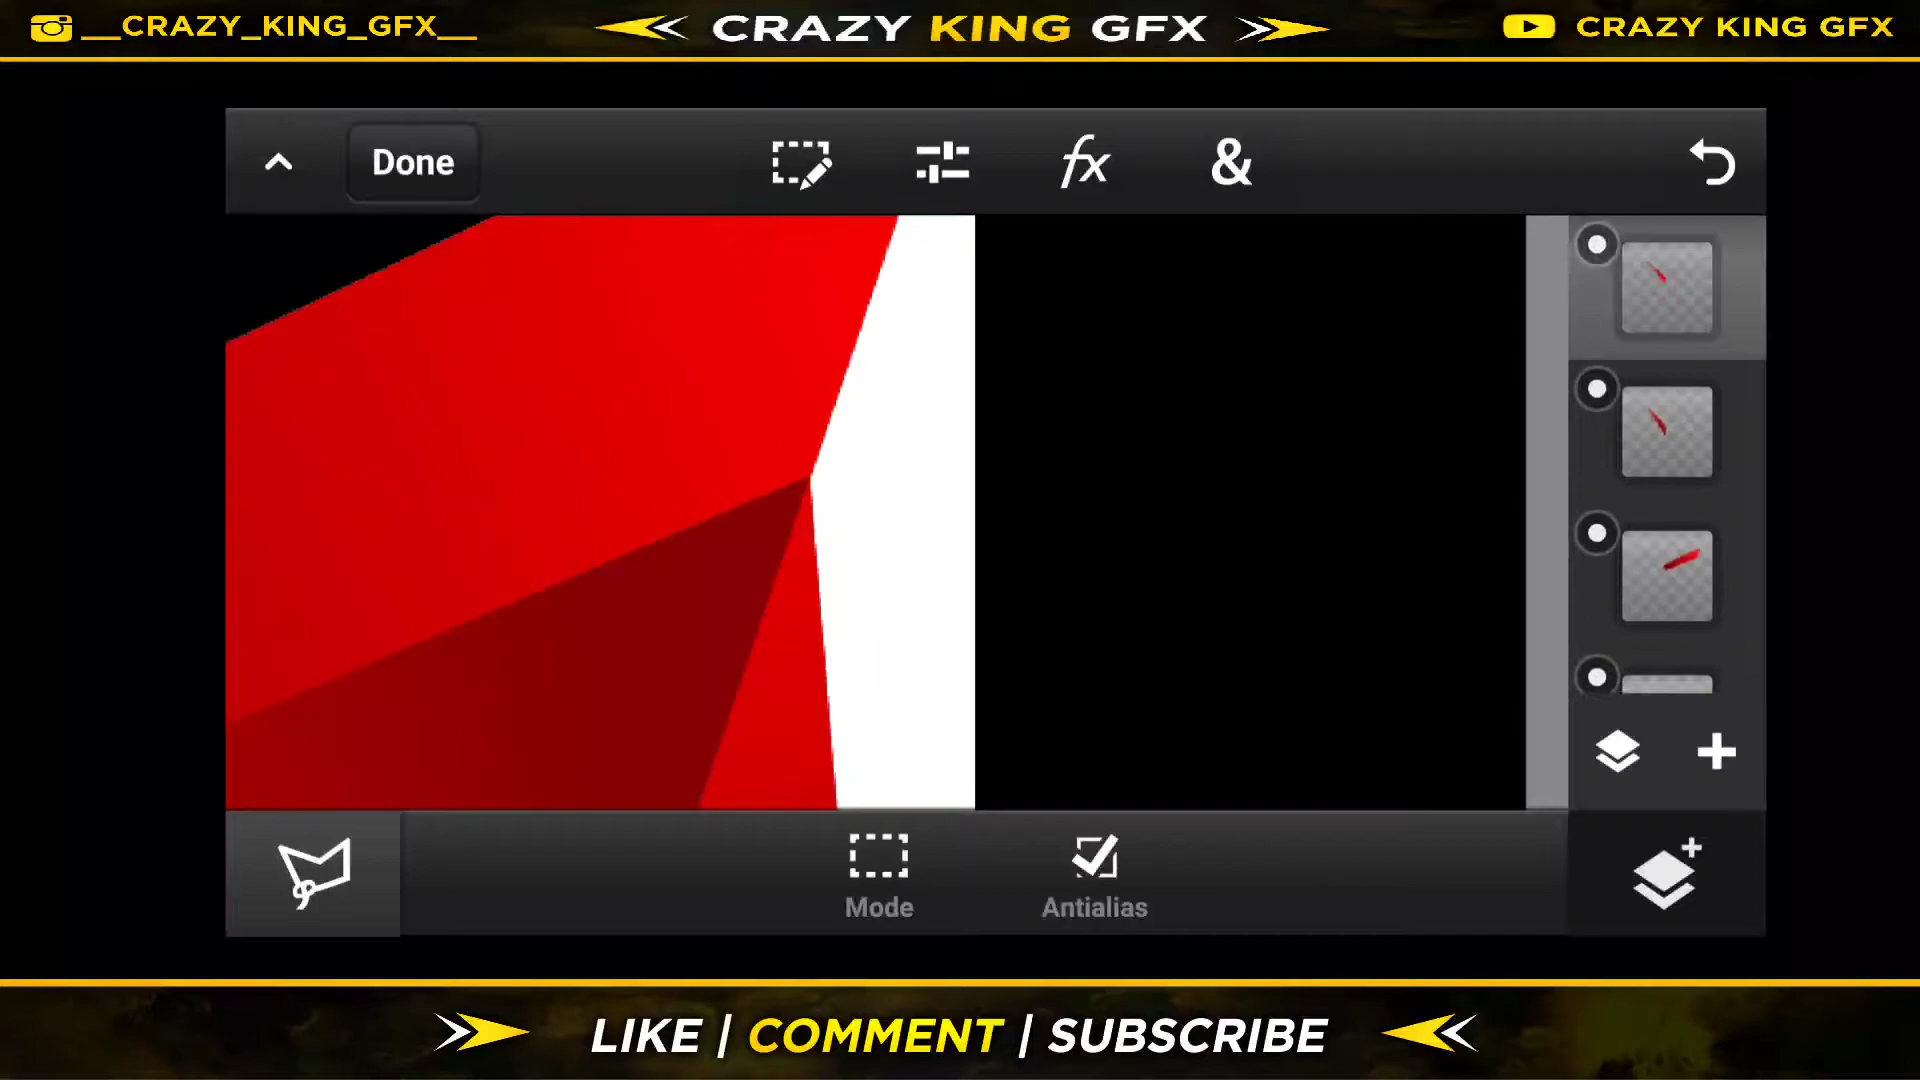 __CRAZY_KING_GFX__
CRAZY KING GFX
CRAZY KING GFX
Done
fx
&
Mode
Antialias
LIKE | COMMENT | SUBSCRIBE